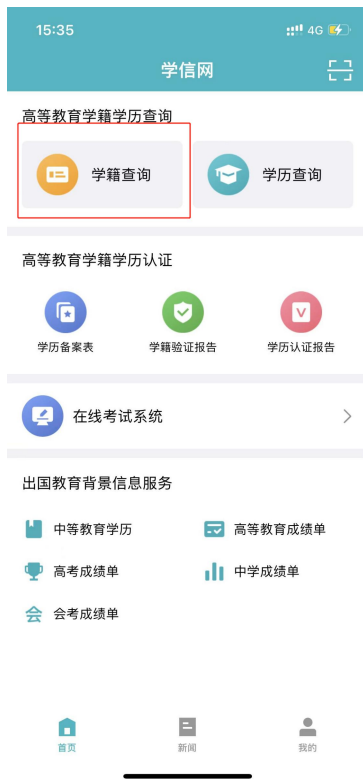 15:35 4G
学信网
高等教育学籍学历查询
学籍查询 学历查询
高等教育学籍学历认证
学历备案表 学籍验证报告 学历认证报告
在线考试系统
出国教育背景信息服务
中等教育学历 高等教育成绩单
高考成绩单 中学成绩单
会 会考成绩单
首页 新闻 我的